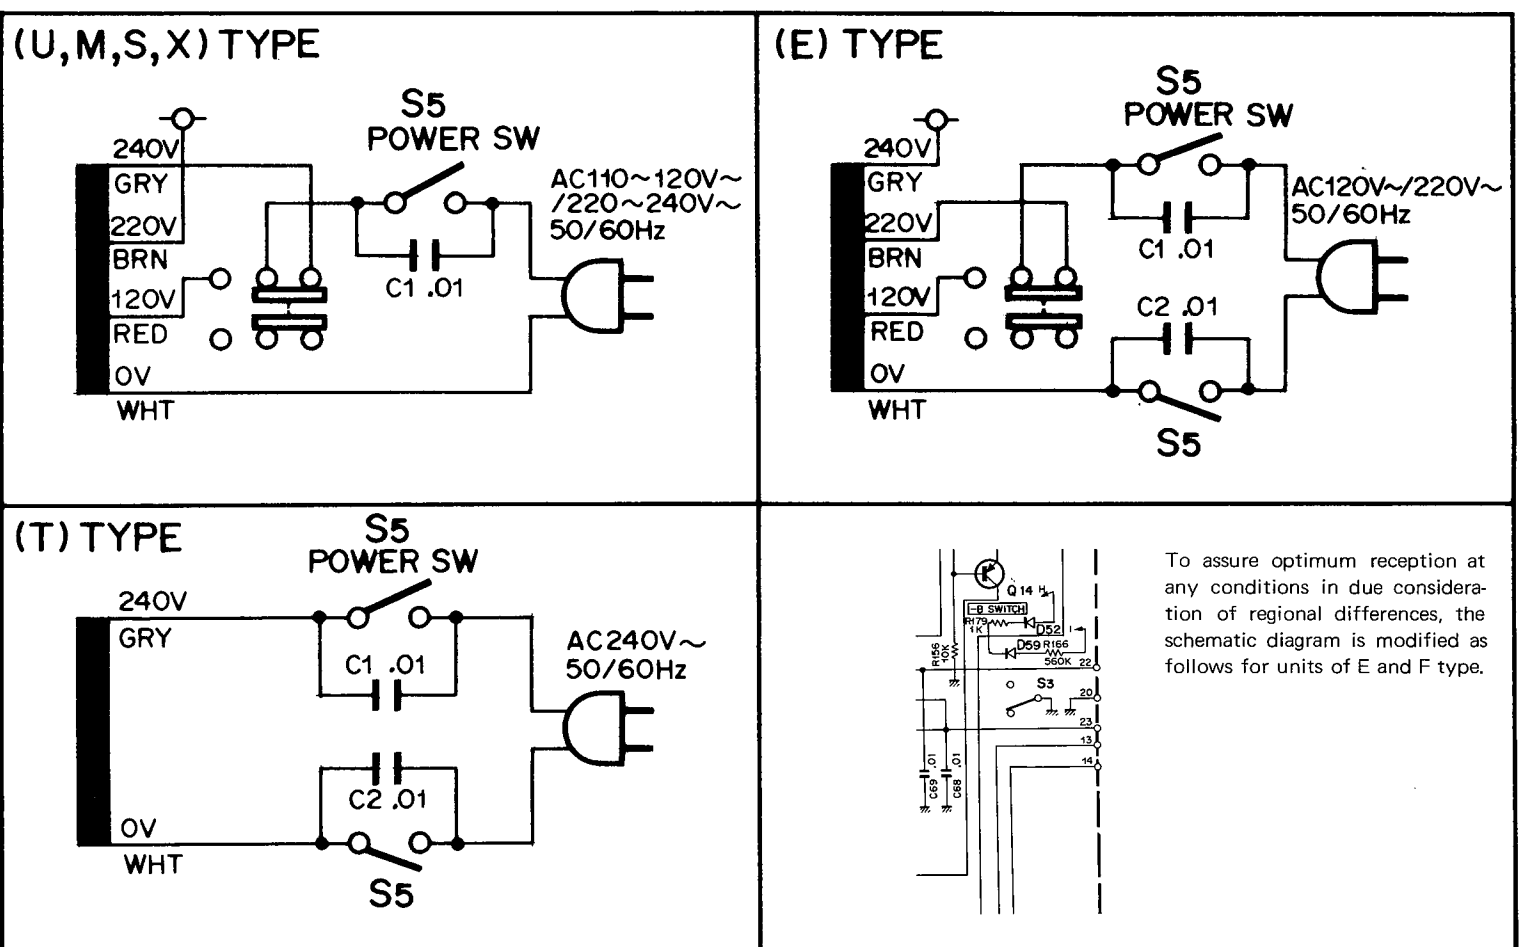 (U,M,S,X) TYPE
S5
POWER SW
240V
GRY
220V
BRN
120V
RED
0V
WHT
C1 .01
AC110~120V~
/220~240V~
50/60Hz
(E) TYPE
S5
POWER SW
240V
GRY
220V
BRN
120V
RED
0V
WHT
C1 .01
C2 .01
S5
AC120V~/220V~
50/60Hz
(T) TYPE
S5
POWER SW
240V
GRY
C1 .01
C2 .01
0V
WHT
S5
AC240V~
50/60Hz
Q14 H
-B SWITCH
R179
1K
D52
I
D59 R166
560K
R156
10K
22
S3
20
23
13
14
C69 .01
C68 .01
To assure optimum reception at
any conditions in due considera-
tion of regional differences, the
schematic diagram is modified as
follows for units of E and F type.